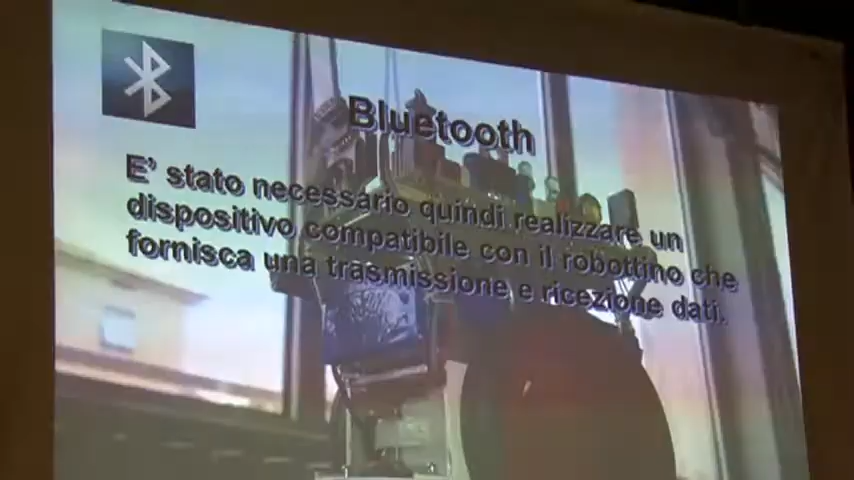 Bluetooth
E' stato necessario quindi realizzare un
dispositivo compatibile con il robottino che
fornisca una trasmissione e ricezione dati.